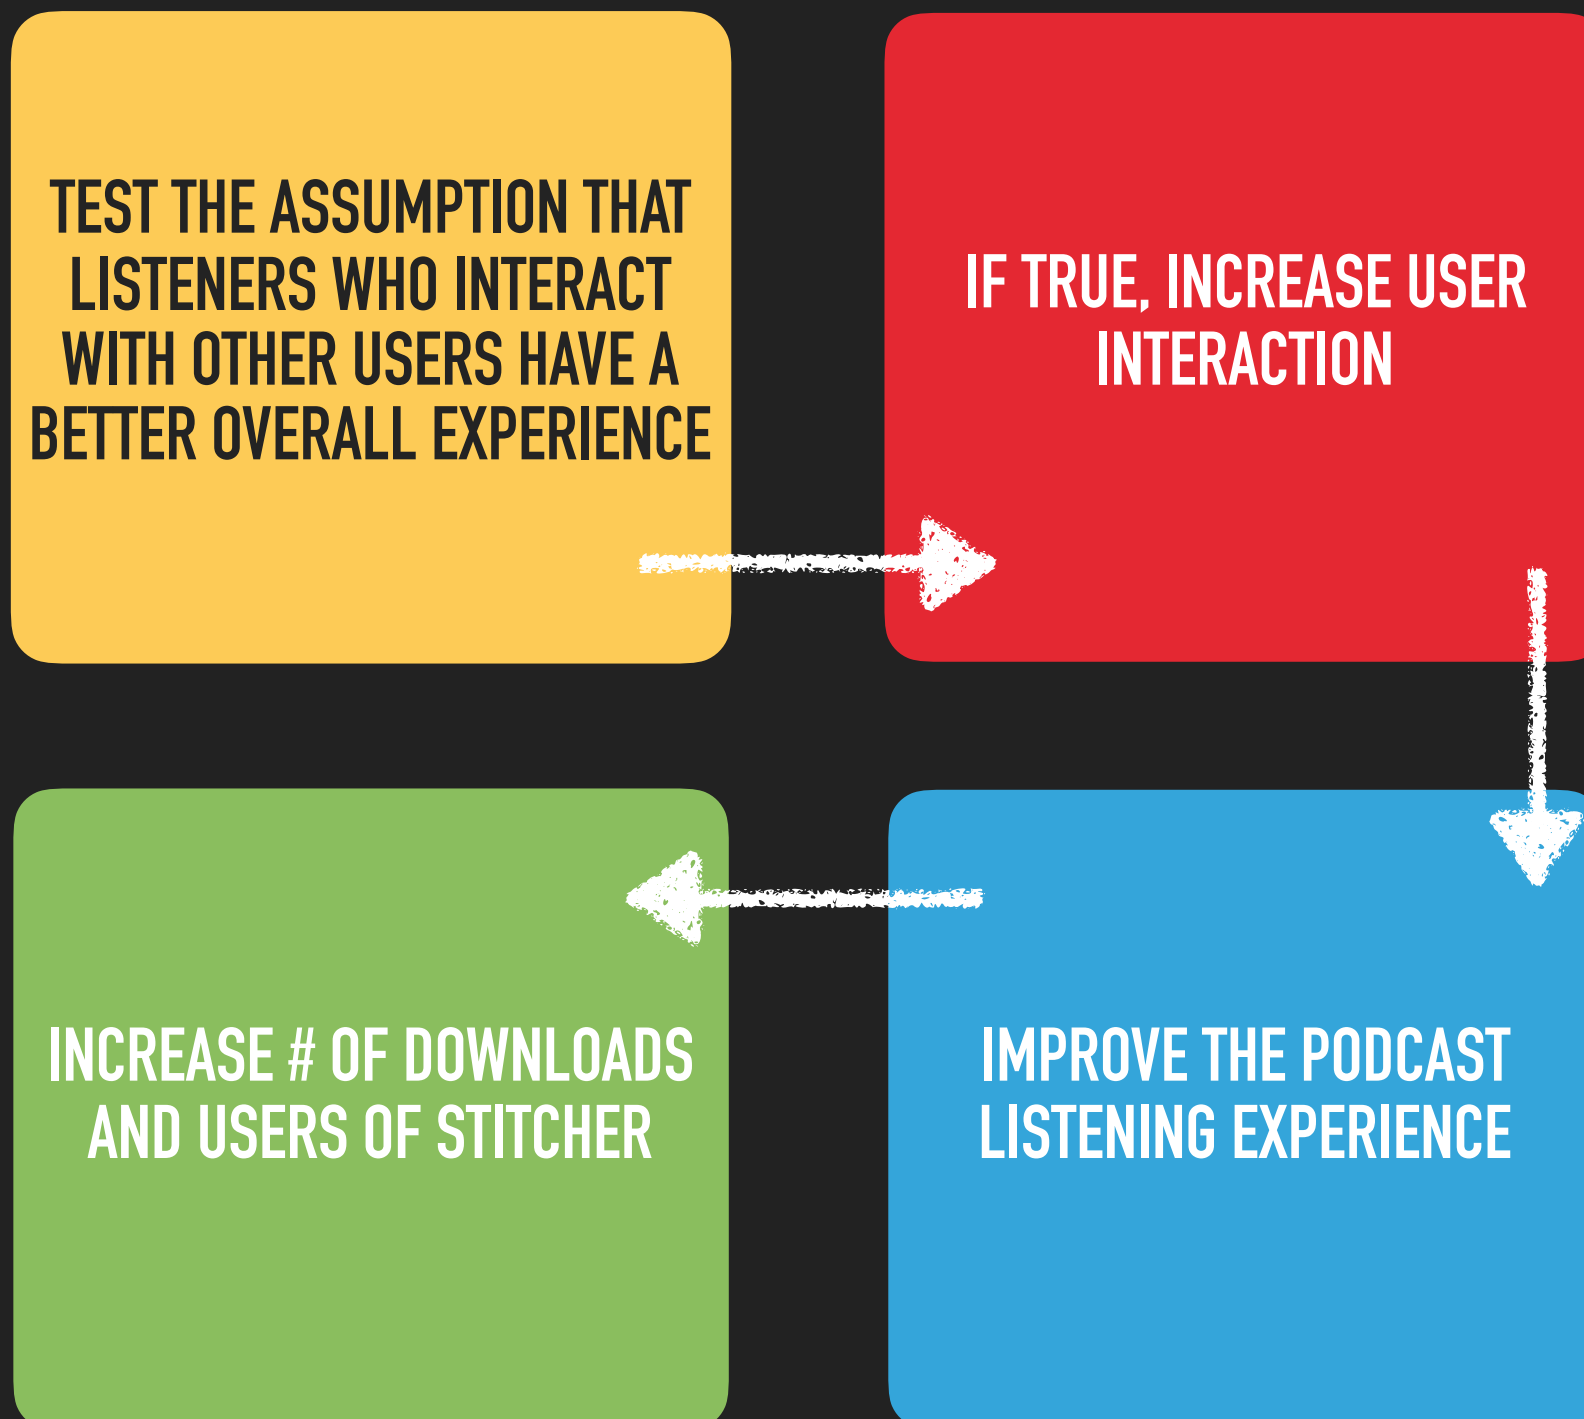 TEST THE ASSUMPTION THAT
LISTENERS WHO INTERACT
WITH OTHER USERS HAVE A
BETTER OVERALL EXPERIENCE
IF TRUE, INCREASE USER
INTERACTION
INCREASE # OF DOWNLOADS
AND USERS OF STITCHER
IMPROVE THE PODCAST
LISTENING EXPERIENCE